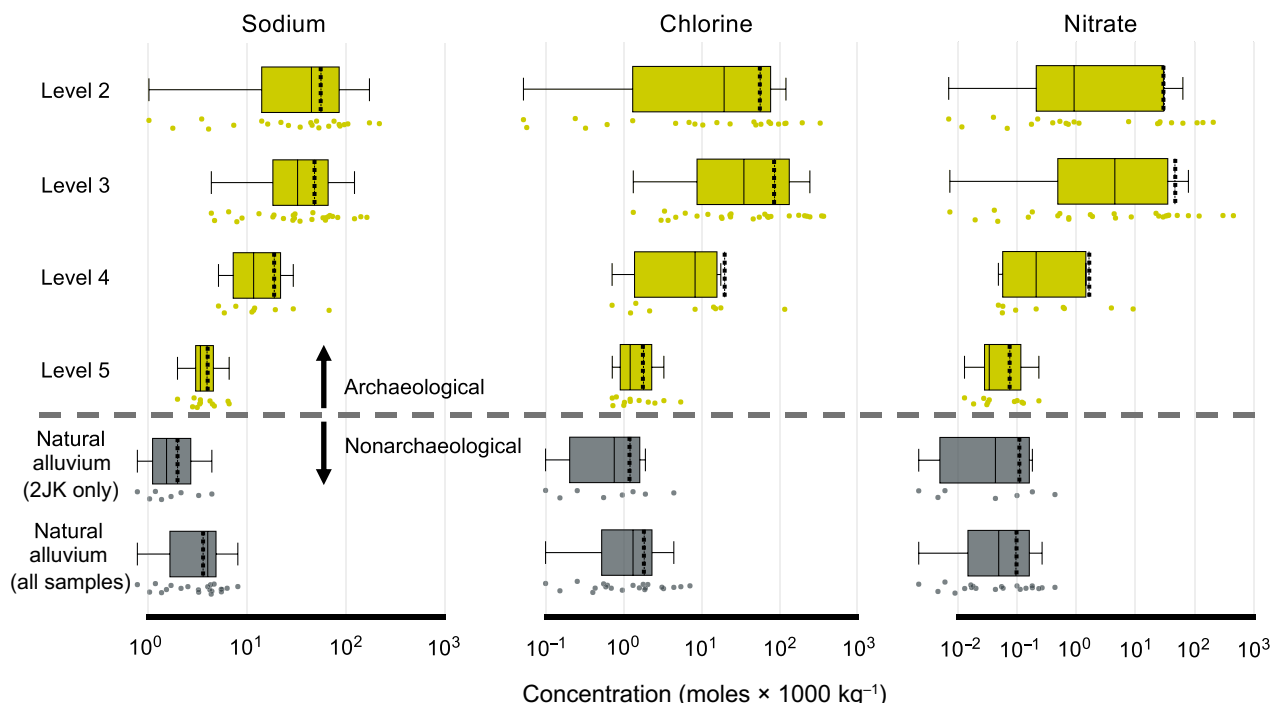 Sodium Chlorine Nitrate
Level 2
Level 3
Level 4
Level 5
Archaeological
Nonarchaeological
Natural
alluvium
(2JK only)
Natural
alluvium
(all samples)
10⁰ 10¹ 10² 10³ 10⁻¹ 10⁰ 10¹ 10² 10³ 10⁻² 10⁻¹ 10⁰ 10¹ 10² 10³
Concentration (moles × 1000 kg⁻¹)